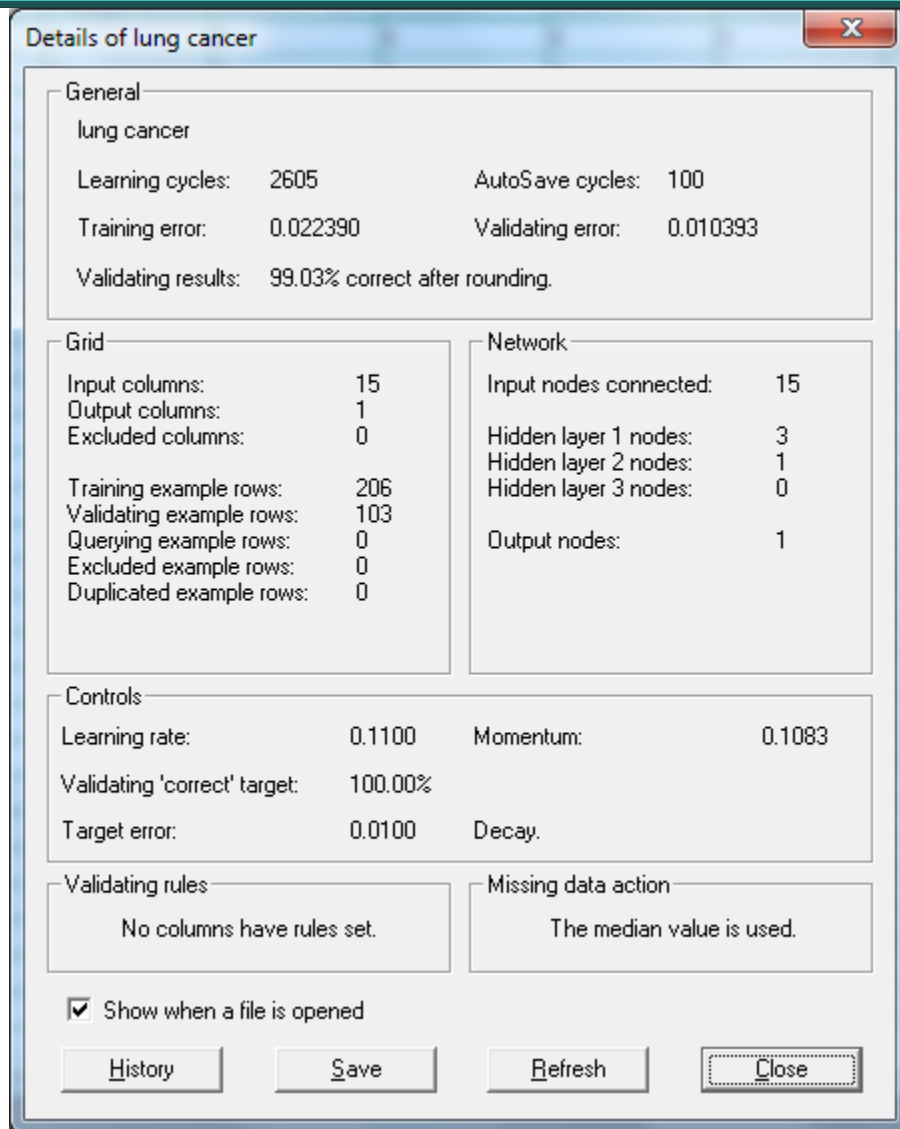 Details of lung cancer
General
lung cancer
Learning cycles: 2605 AutoSave cycles: 100
Training error: 0.022390 Validating error: 0.010393
Validating results: 99.03% correct after rounding.
Grid
Input columns: 15
Output columns: 1
Excluded columns: 0
Training example rows: 206
Validating example rows: 103
Querying example rows: 0
Excluded example rows: 0
Duplicated example rows: 0
Network
Input nodes connected: 15
Hidden layer 1 nodes: 3
Hidden layer 2 nodes: 1
Hidden layer 3 nodes: 0
Output nodes: 1
Controls
Learning rate: 0.1100 Momentum: 0.1083
Validating 'correct' target: 100.00%
Target error: 0.0100 Decay.
Validating rules
No columns have rules set.
Missing data action
The median value is used.
Show when a file is opened
History Save Refresh Close